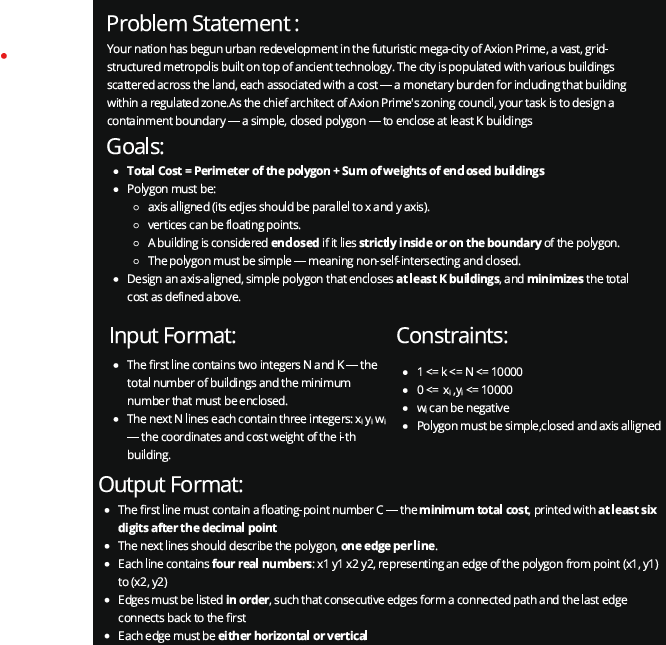 Problem Statement :
Your nation has begun urban redevelopment in the futuristic mega-city of Axion Prime, a vast, grid-
structured metropolis built on top of ancient technology. The city is populated with various buildings
scattered across the land, each associated with a cost — a monetary burden for including that building
within a regulated zone.As the chief architect of Axion Prime's zoning council, your task is to design a
containment boundary — a simple, closed polygon — to enclose at least K buildings
Goals:
• Total Cost = Perimeter of the polygon + Sum of weights of enclosed buildings
• Polygon must be:
○ axis alligned (its edjes should be parallel to x and y axis).
○ vertices can be floating points.
○ A building is considered enclosed if it lies strictly inside or on the boundary of the polygon.
○ The polygon must be simple — meaning non-self-intersecting and closed.
• Design an axis-aligned, simple polygon that encloses at least K buildings, and minimizes the total
cost as defined above.
Input Format:
• The first line contains two integers N and K — the
total number of buildings and the minimum
number that must be enclosed.
• The next N lines each contain three integers: xᵢ yᵢ wᵢ
— the coordinates and cost weight of the i-th
building.
Constraints:
• 1 <= k <= N <= 10000
• 0 <= xᵢ ,yᵢ <= 10000
• wᵢ can be negative
• Polygon must be simple,closed and axis alligned
Output Format:
• The first line must contain a floating-point number C — the minimum total cost, printed with at least six
digits after the decimal point
• The next lines should describe the polygon, one edge per line.
• Each line contains four real numbers: x1 y1 x2 y2, representing an edge of the polygon from point (x1, y1)
to (x2, y2)
• Edges must be listed in order, such that consecutive edges form a connected path and the last edge
connects back to the first
• Each edge must be either horizontal or vertical